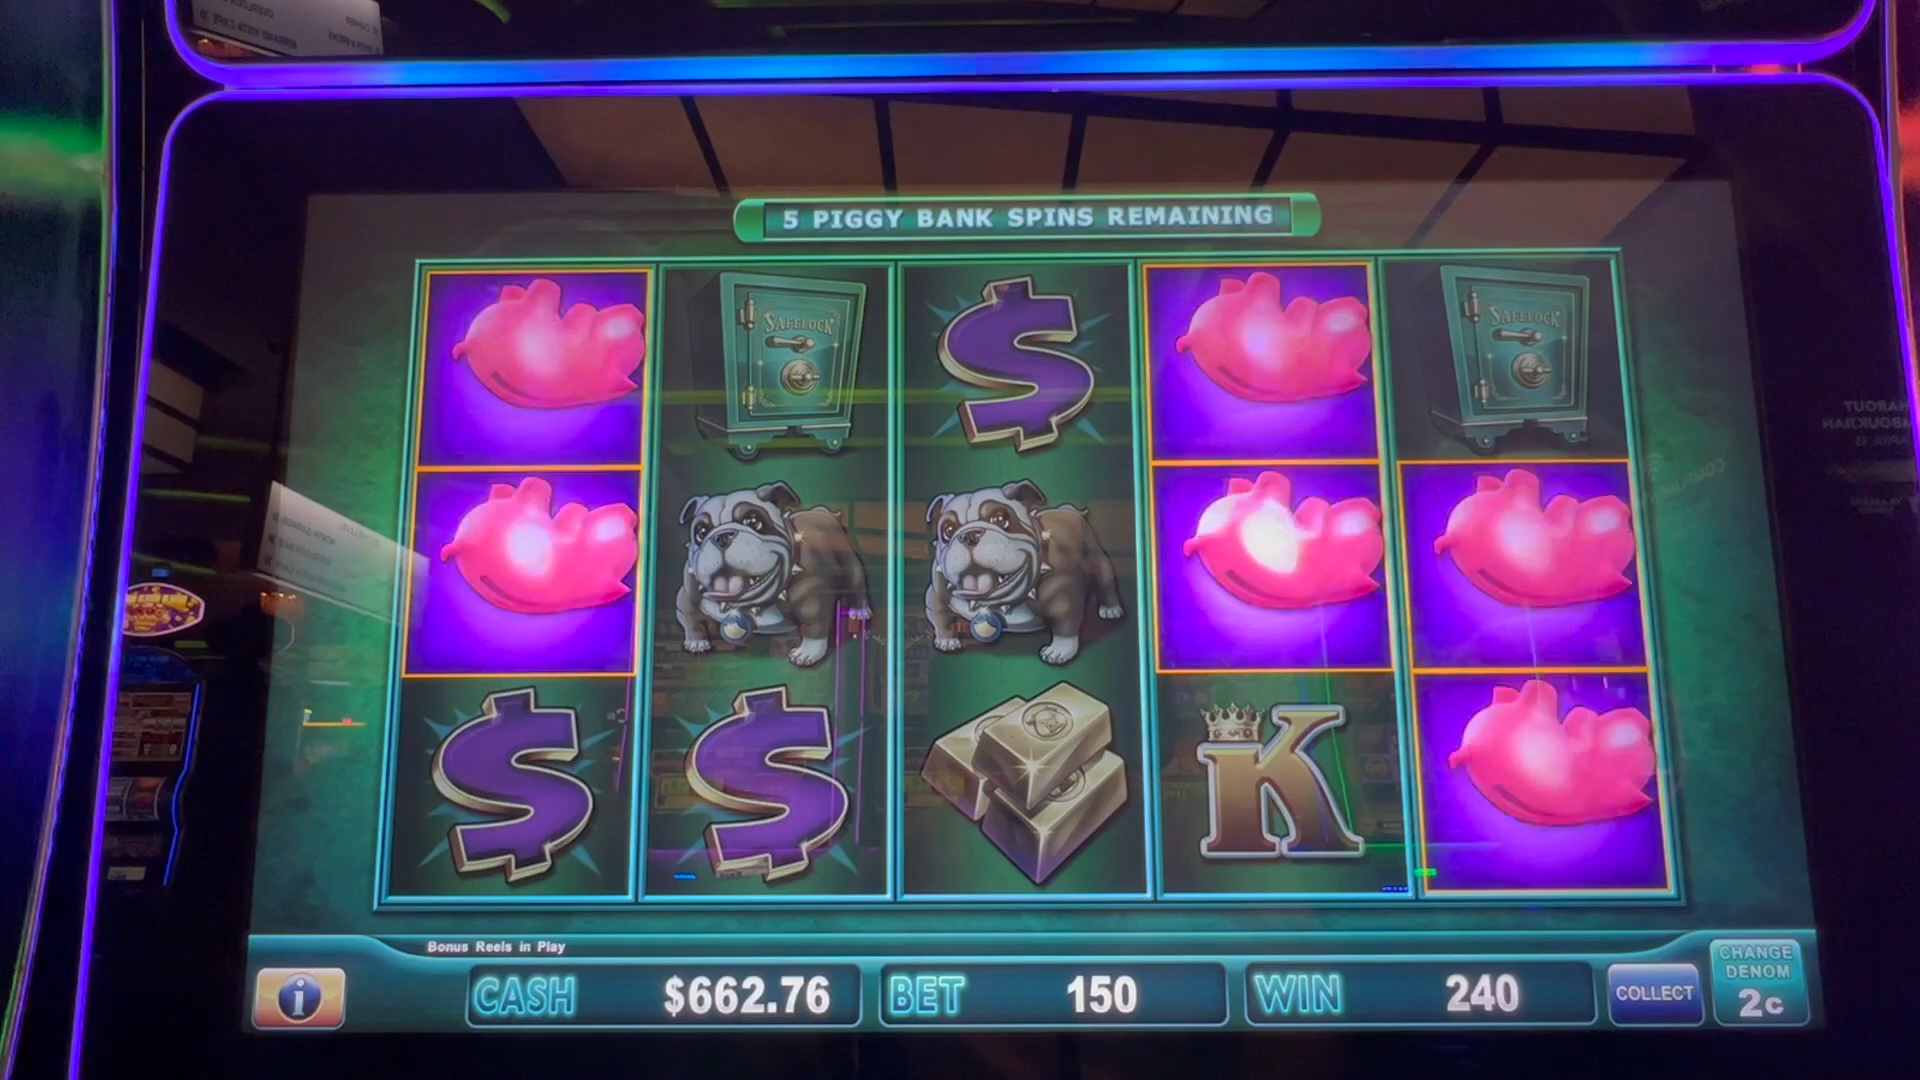 5 PIGGY BANK SPINS REMAINING
SAFELOCK
SAFELOCK
K
Bonus Reels in Play
CASH $662.76
BET 150
WIN 240
COLLECT
CHANGE
DENOM
2c